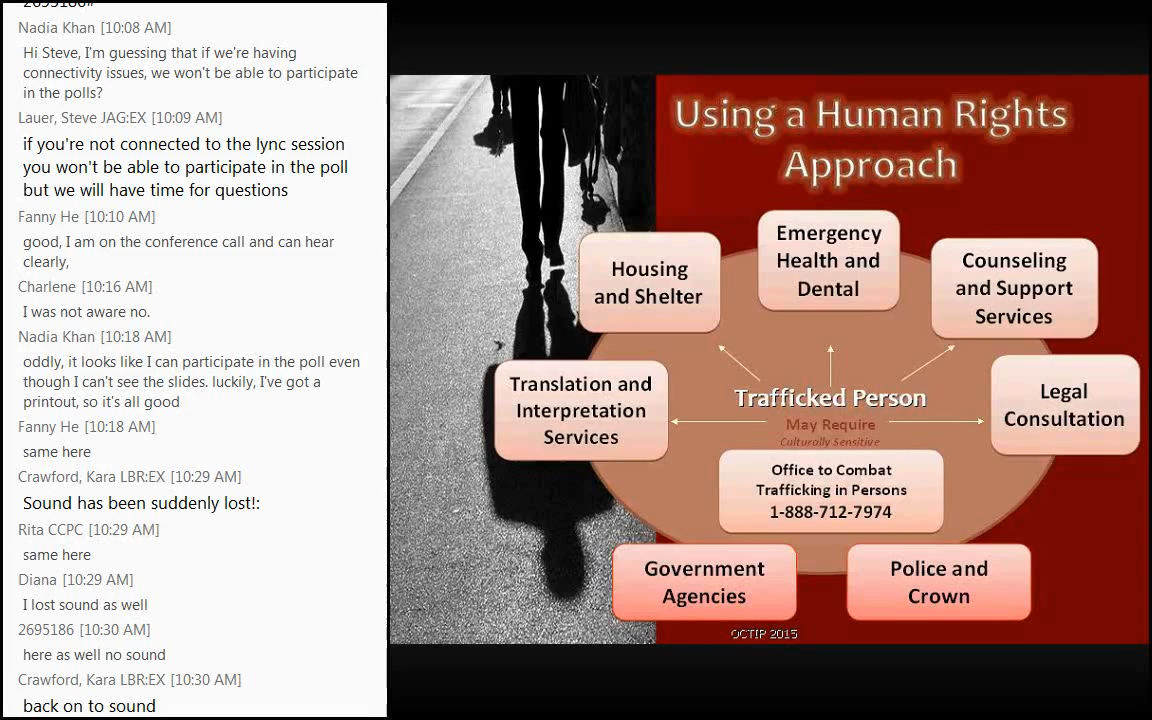 2695186#
Nadia Khan [10:08 AM]
Hi Steve, I'm guessing that if we're having
connectivity issues, we won't be able to participate
in the polls?
Lauer, Steve JAG:EX [10:09 AM]
if you're not connected to the lync session
you won't be able to participate in the poll
but we will have time for questions
Fanny He [10:10 AM]
good, I am on the conference call and can hear
clearly,
Charlene [10:16 AM]
I was not aware no.
Nadia Khan [10:18 AM]
oddly, it looks like I can participate in the poll even
though I can't see the slides. luckily, I've got a
printout, so it's all good
Fanny He [10:18 AM]
same here
Crawford, Kara LBR:EX [10:29 AM]
Sound has been suddenly lost!:
Rita CCPC [10:29 AM]
same here
Diana [10:29 AM]
I lost sound as well
2695186 [10:30 AM]
here as well no sound
Crawford, Kara LBR:EX [10:30 AM]
back on to sound
Using a Human Rights
Approach
Housing
and Shelter
Emergency
Health and
Dental
Counseling
and Support
Services
Translation and
Interpretation
Services
Trafficked Person
May Require
Culturally Sensitive
Legal
Consultation
Office to Combat
Trafficking in Persons
1-888-712-7974
Government
Agencies
Police and
Crown
OCTIP 2015